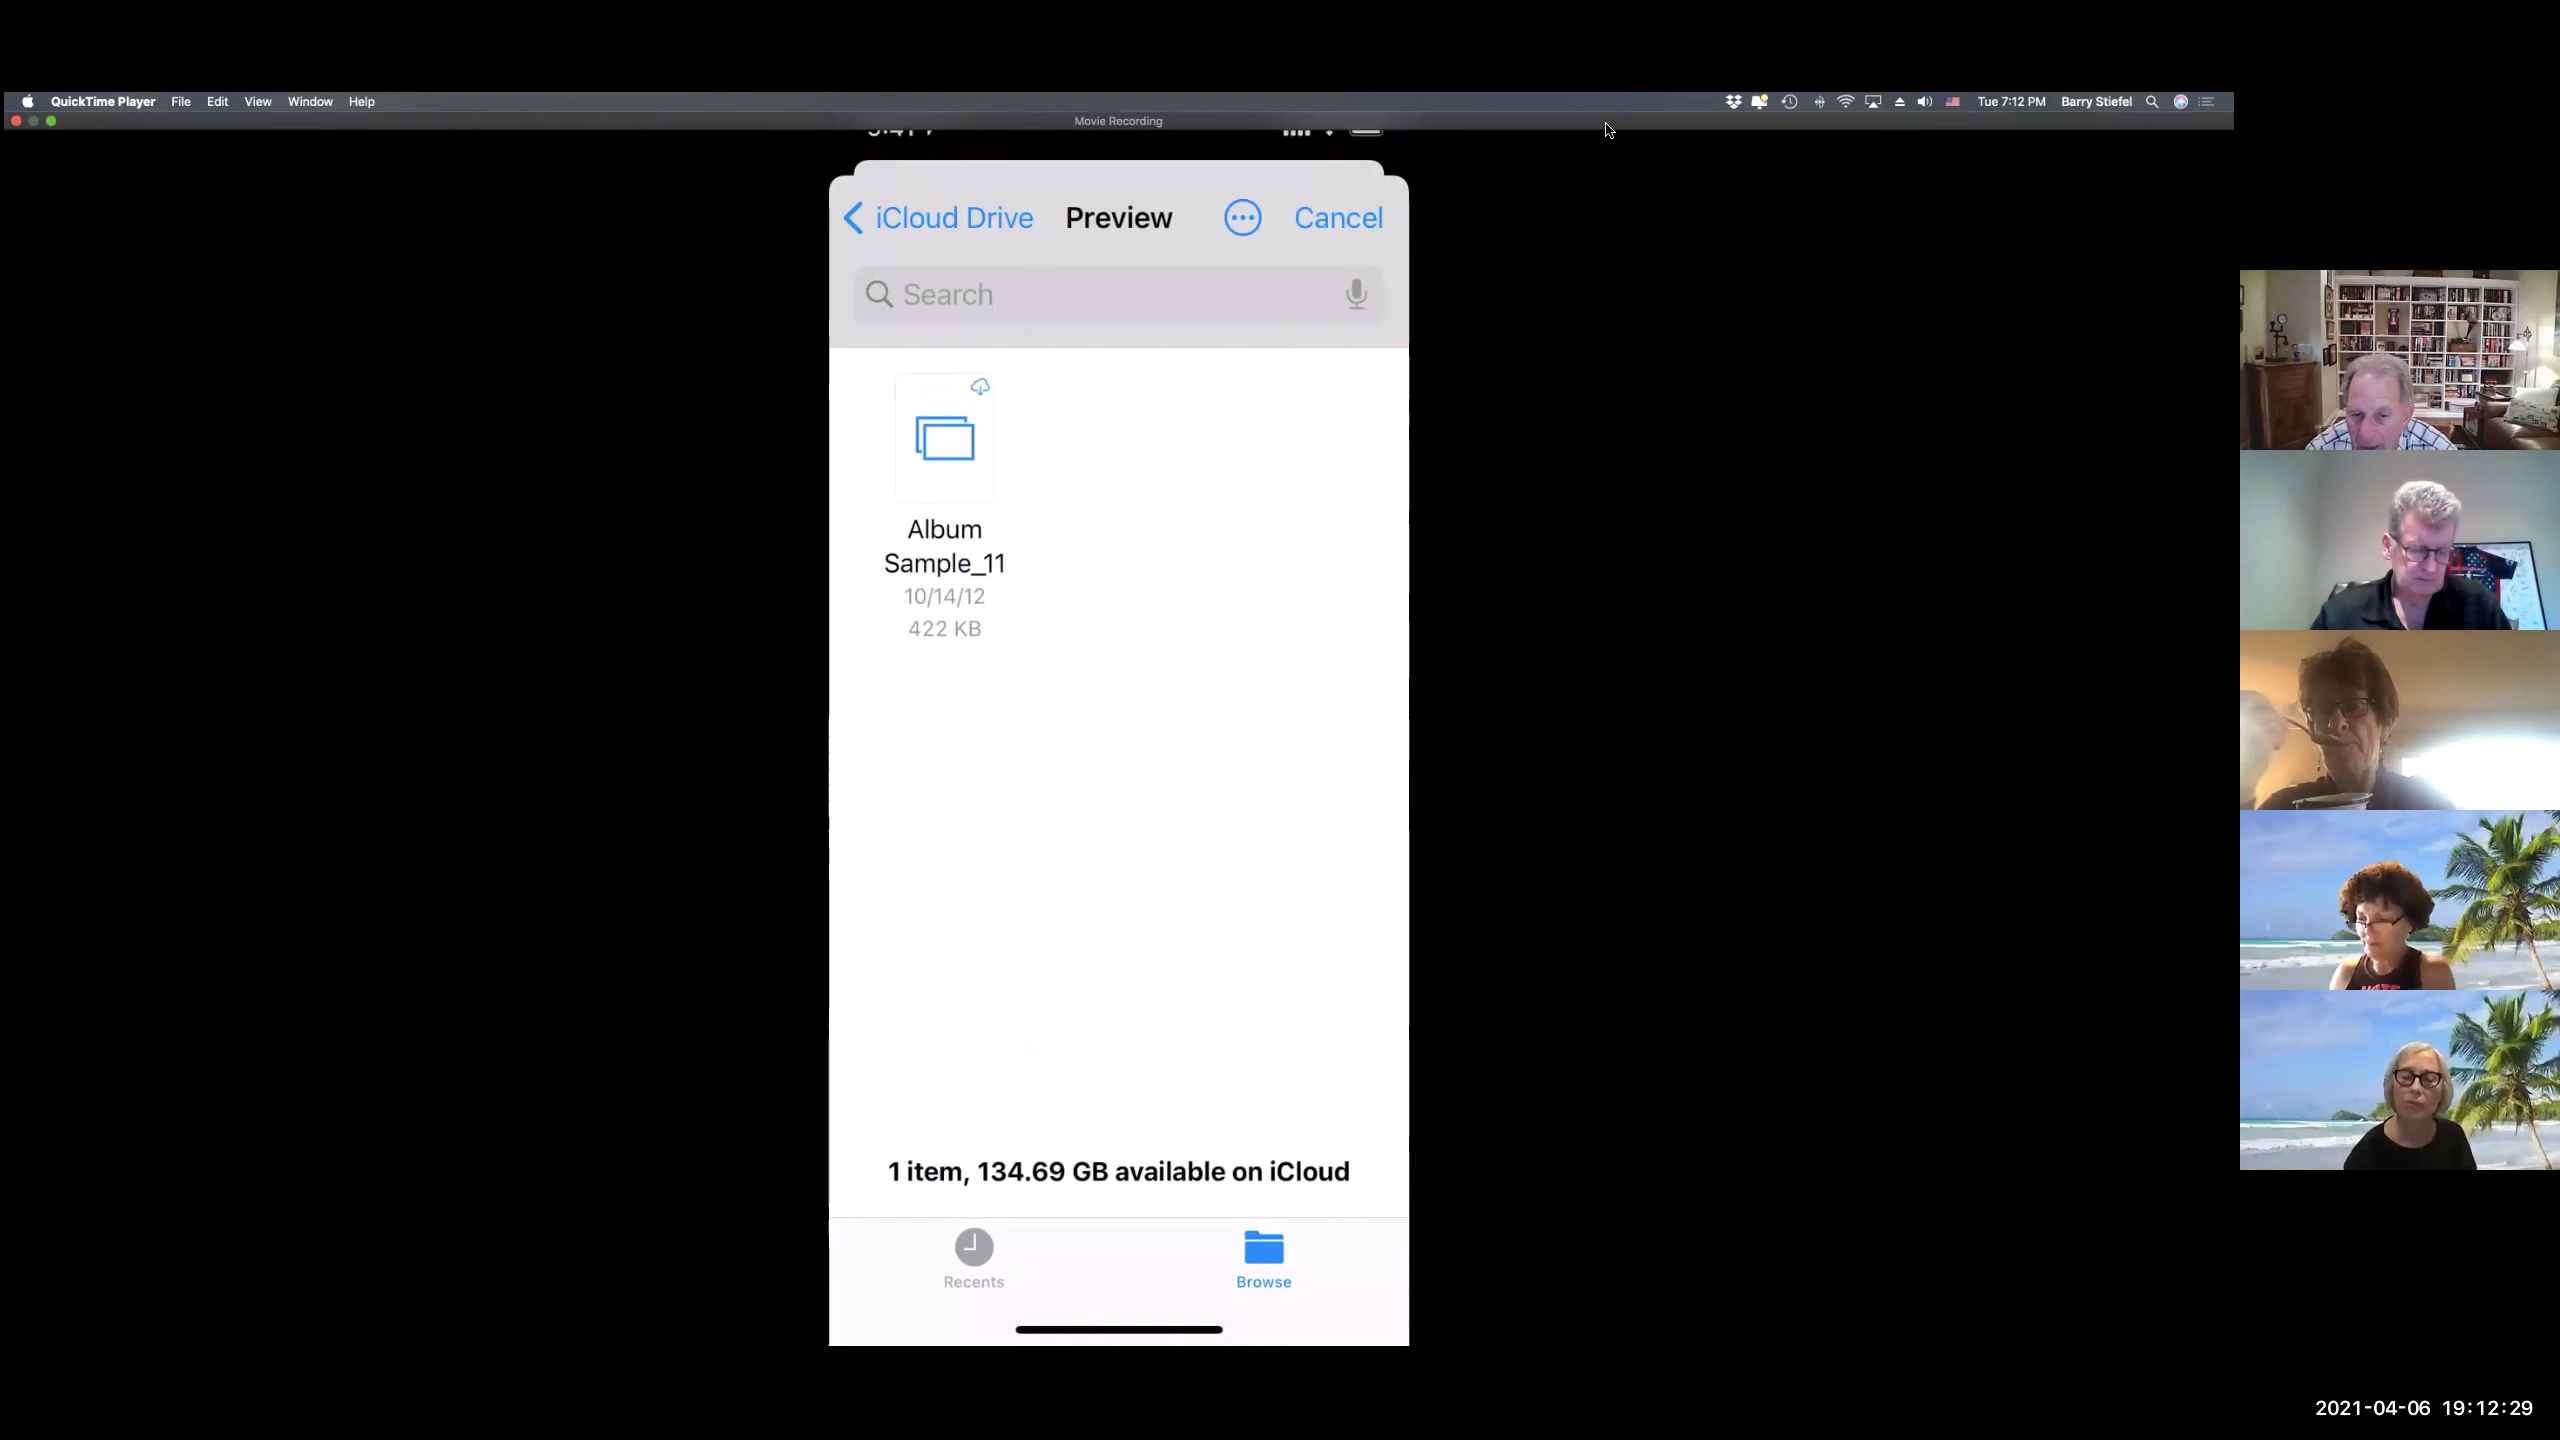 QuickTime Player File Edit View Window Help Tue 7:12 PM Barry Stiefel
Movie Recording
iCloud Drive Preview Cancel
Search
Album
Sample_11
10/14/12
422 KB
1 item, 134.69 GB available on iCloud
Recents Browse
2021-04-06 19:12:29